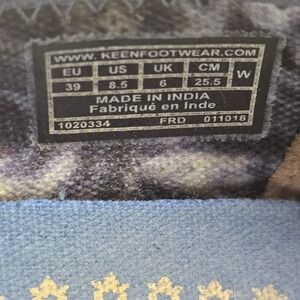 WWW.KEENFOOTWEAR.COM
EU US UK CM W
39 8.5 6 25.5
MADE IN INDIA
Fabriqué en Inde
1020334 FRD 011018